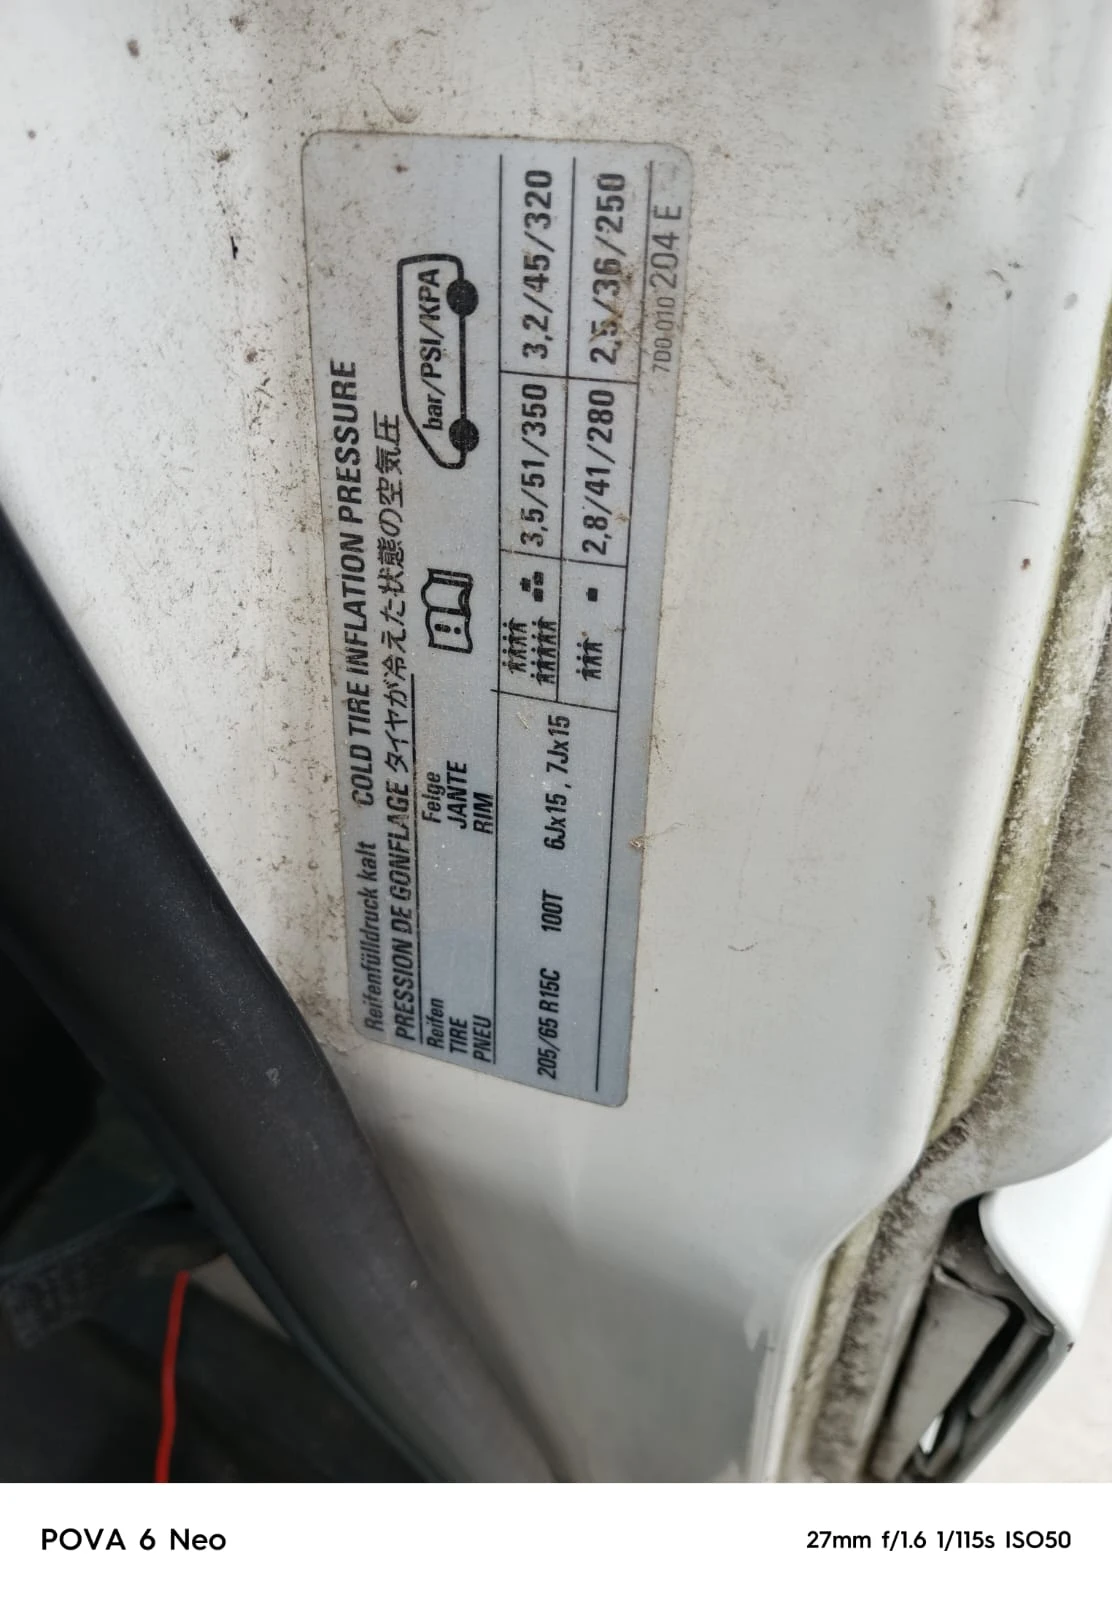 Reifenfülldruck kalt COLD TIRE INFLATION PRESSURE
PRESSION DE GONFLAGE タイヤが冷えた状態の空気圧
Reifen
TIRE
PNEU
Felge
JANTE
RIM
bar/PSI/KPA
205/65 R15C 100T 6Jx15, 7Jx15
3,5/51/350 3,2/45/320
2,8/41/280 2,5/36/250
7D0 010 204 E
POVA 6 Neo
27mm f/1.6 1/115s ISO50